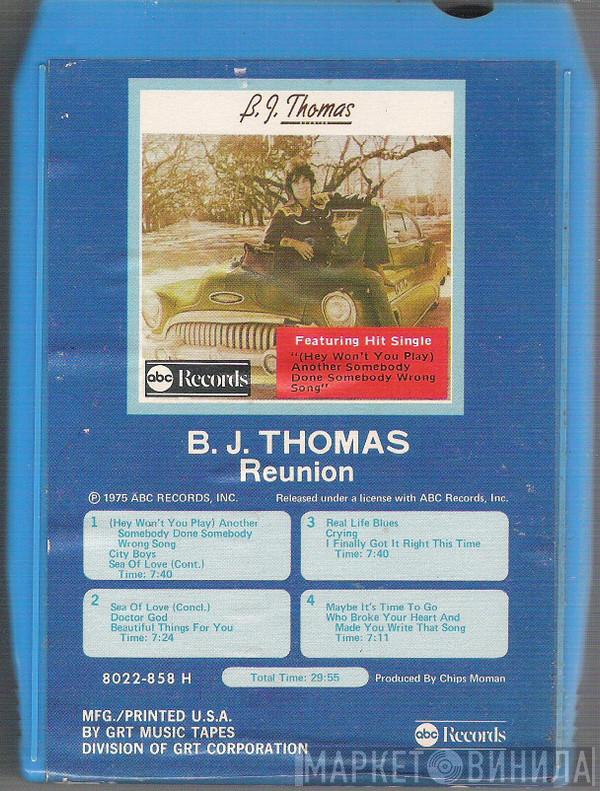 B. J. Thomas
REUNION
Featuring Hit Single
"(Hey Won't You Play)
Another Somebody
Done Somebody Wrong
Song"
abc Records
B. J. THOMAS
Reunion
Ⓟ 1975 ABC RECORDS, INC. Released under a license with ABC Records, Inc.
1 (Hey Won't You Play) Another
Somebody Done Somebody
Wrong Song
City Boys
Sea Of Love (Cont.)
Time: 7:40
2 Sea Of Love (Concl.)
Doctor God
Beautiful Things For You
Time: 7:24
3 Real Life Blues
Crying
I Finally Got It Right This Time
Time: 7:40
4 Maybe It's Time To Go
Who Broke Your Heart And
Made You Write That Song
Time: 7:11
8022-858 H Total Time: 29:55 Produced By Chips Moman
MFG./PRINTED U.S.A.
BY GRT MUSIC TAPES
DIVISION OF GRT CORPORATION
abc Records
МАРКЕТ ВИНИЛА